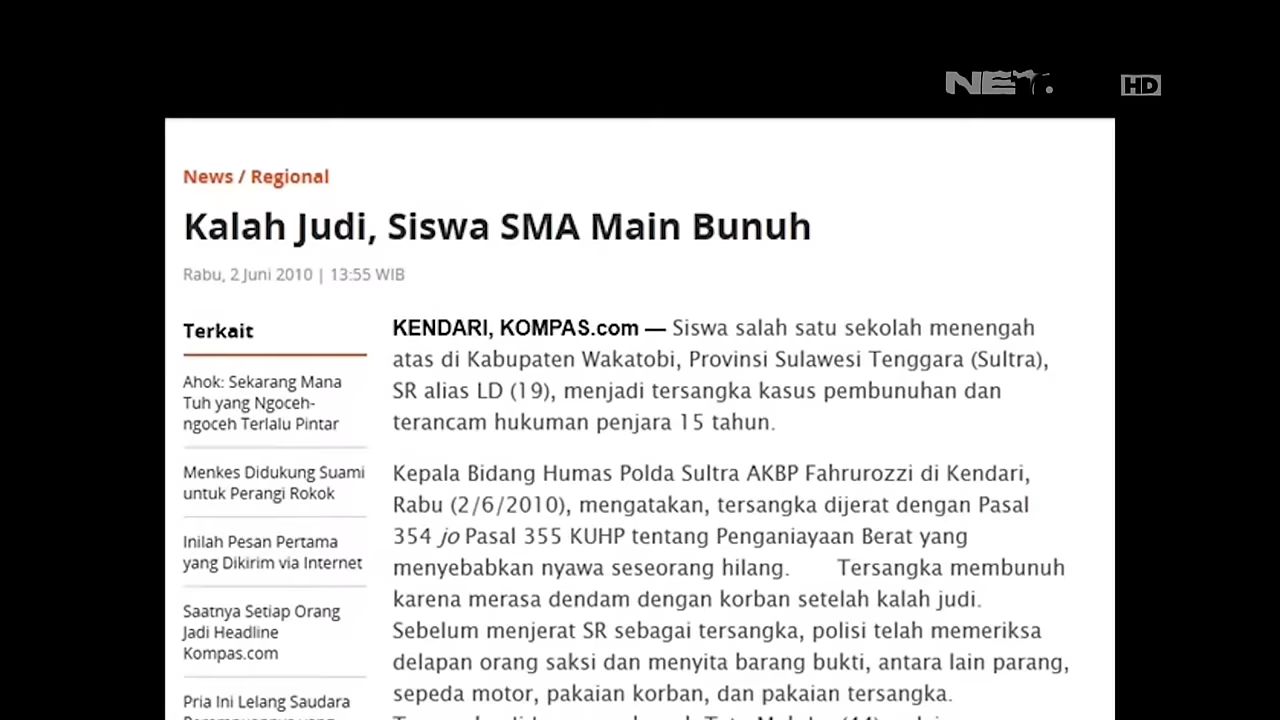 NET.
HD
News / Regional
Kalah Judi, Siswa SMA Main Bunuh
Rabu, 2 Juni 2010 | 13:55 WIB
Terkait
Ahok: Sekarang Mana
Tuh yang Ngoceh-
ngoceh Terlalu Pintar
Menkes Didukung Suami
untuk Perangi Rokok
Inilah Pesan Pertama
yang Dikirim via Internet
Saatnya Setiap Orang
Jadi Headline
Kompas.com
Pria Ini Lelang Saudara
KENDARI, KOMPAS.com — Siswa salah satu sekolah menengah
atas di Kabupaten Wakatobi, Provinsi Sulawesi Tenggara (Sultra),
SR alias LD (19), menjadi tersangka kasus pembunuhan dan
terancam hukuman penjara 15 tahun.
Kepala Bidang Humas Polda Sultra AKBP Fahrurozzi di Kendari,
Rabu (2/6/2010), mengatakan, tersangka dijerat dengan Pasal
354 jo Pasal 355 KUHP tentang Penganiayaan Berat yang
menyebabkan nyawa seseorang hilang. Tersangka membunuh
karena merasa dendam dengan korban setelah kalah judi.
Sebelum menjerat SR sebagai tersangka, polisi telah memeriksa
delapan orang saksi dan menyita barang bukti, antara lain parang,
sepeda motor, pakaian korban, dan pakaian tersangka.